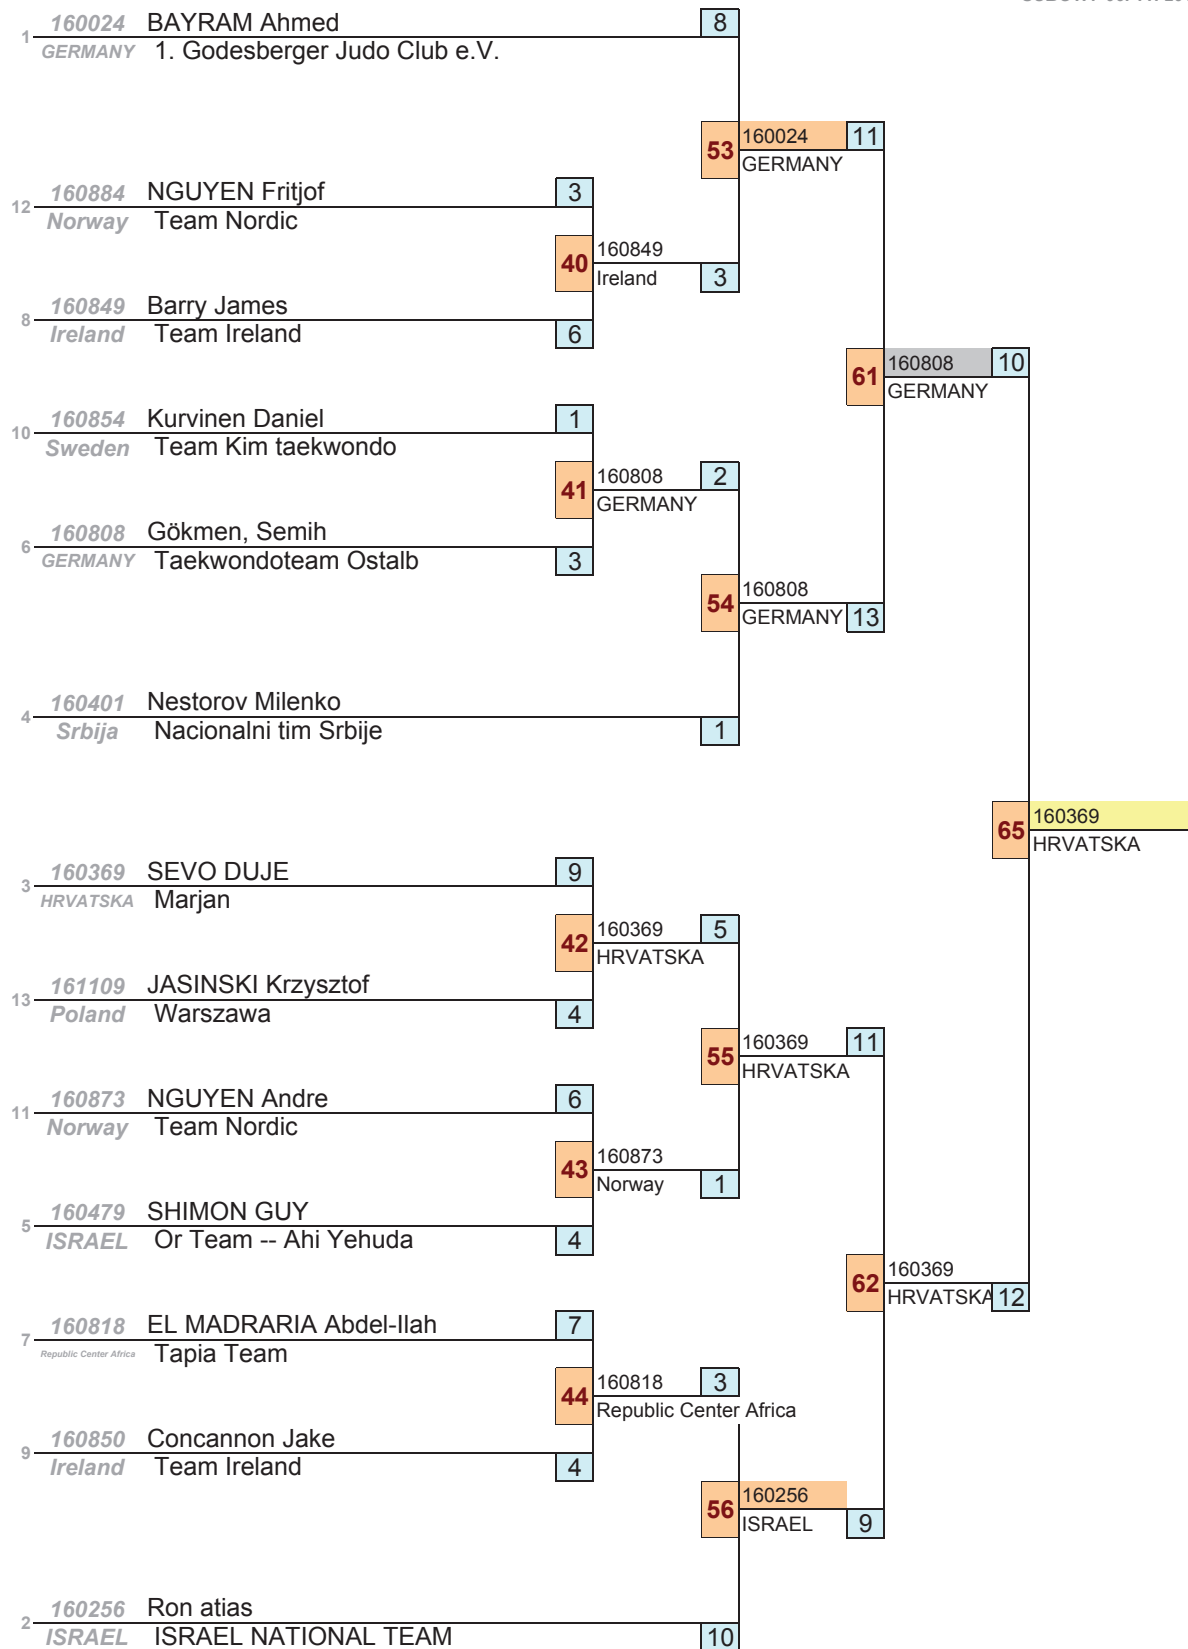 160024 BAYRAM Ahmed 8
1 GERMANY 1. Godesberger Judo Club e.V.
53 160024 11
GERMANY
160884 NGUYEN Fritjof 3
12 Norway Team Nordic
40 160849
Ireland 3
160849 Barry James
8 Ireland Team Ireland 6
61 160808 10
GERMANY
160854 Kurvinen Daniel 1
10 Sweden Team Kim taekwondo
41 160808 2
GERMANY
160808 Gökmen, Semih
6 GERMANY Taekwondoteam Ostalb 3
54 160808
GERMANY 13
160401 Nestorov Milenko
4 Srbija Nacionalni tim Srbije 1
65 160369
HRVATSKA
160369 SEVO DUJE 9
3 HRVATSKA Marjan
42 160369 5
HRVATSKA
161109 JASINSKI Krzysztof
13 Poland Warszawa 4
55 160369 11
HRVATSKA
160873 NGUYEN Andre 6
11 Norway Team Nordic
43 160873
Norway 1
160479 SHIMON GUY
5 ISRAEL Or Team -- Ahi Yehuda 4
62 160369
HRVATSKA 12
160818 EL MADRARIA Abdel-Ilah 7
7 Republic Center Africa Tapia Team
44 160818 3
Republic Center Africa
160850 Concannon Jake
9 Ireland Team Ireland 4
56 160256
ISRAEL 9
160256 Ron atias
2 ISRAEL ISRAEL NATIONAL TEAM 10